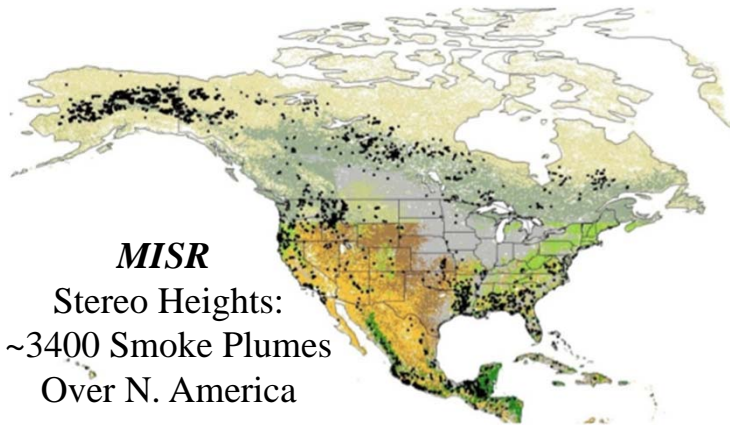 MISR
Stereo Heights:
~3400 Smoke Plumes
Over N. America